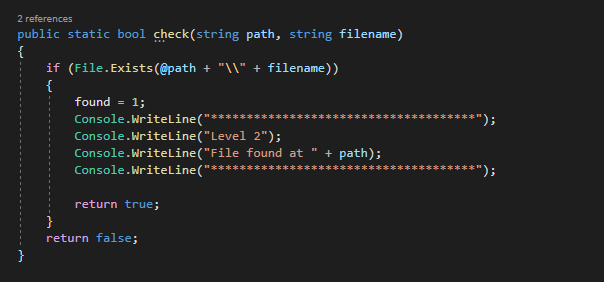 2 references
public static bool check(string path, string filename)
{
if (File.Exists(@path + "\\" + filename))
{
found = 1;
Console.WriteLine("*************************************");
Console.WriteLine("Level 2");
Console.WriteLine("File found at " + path);
Console.WriteLine("*************************************");
return true;
}
return false;
}